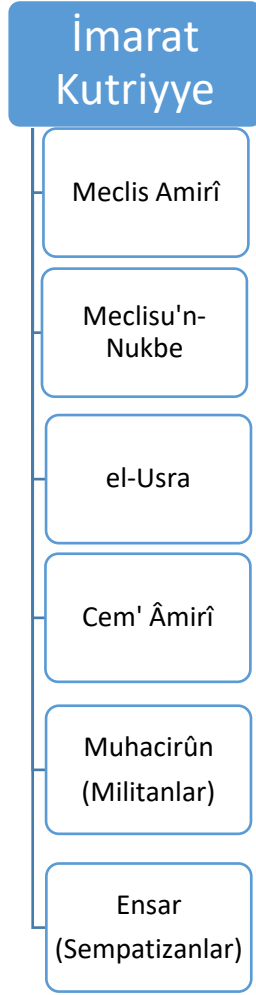 İmarat
Kutriyye
Meclis Amirî
Meclisu'n-
Nukbe
el-Usra
Cem' Âmirî
Muhacirûn
(Militanlar)
Ensar
(Sempatizanlar)